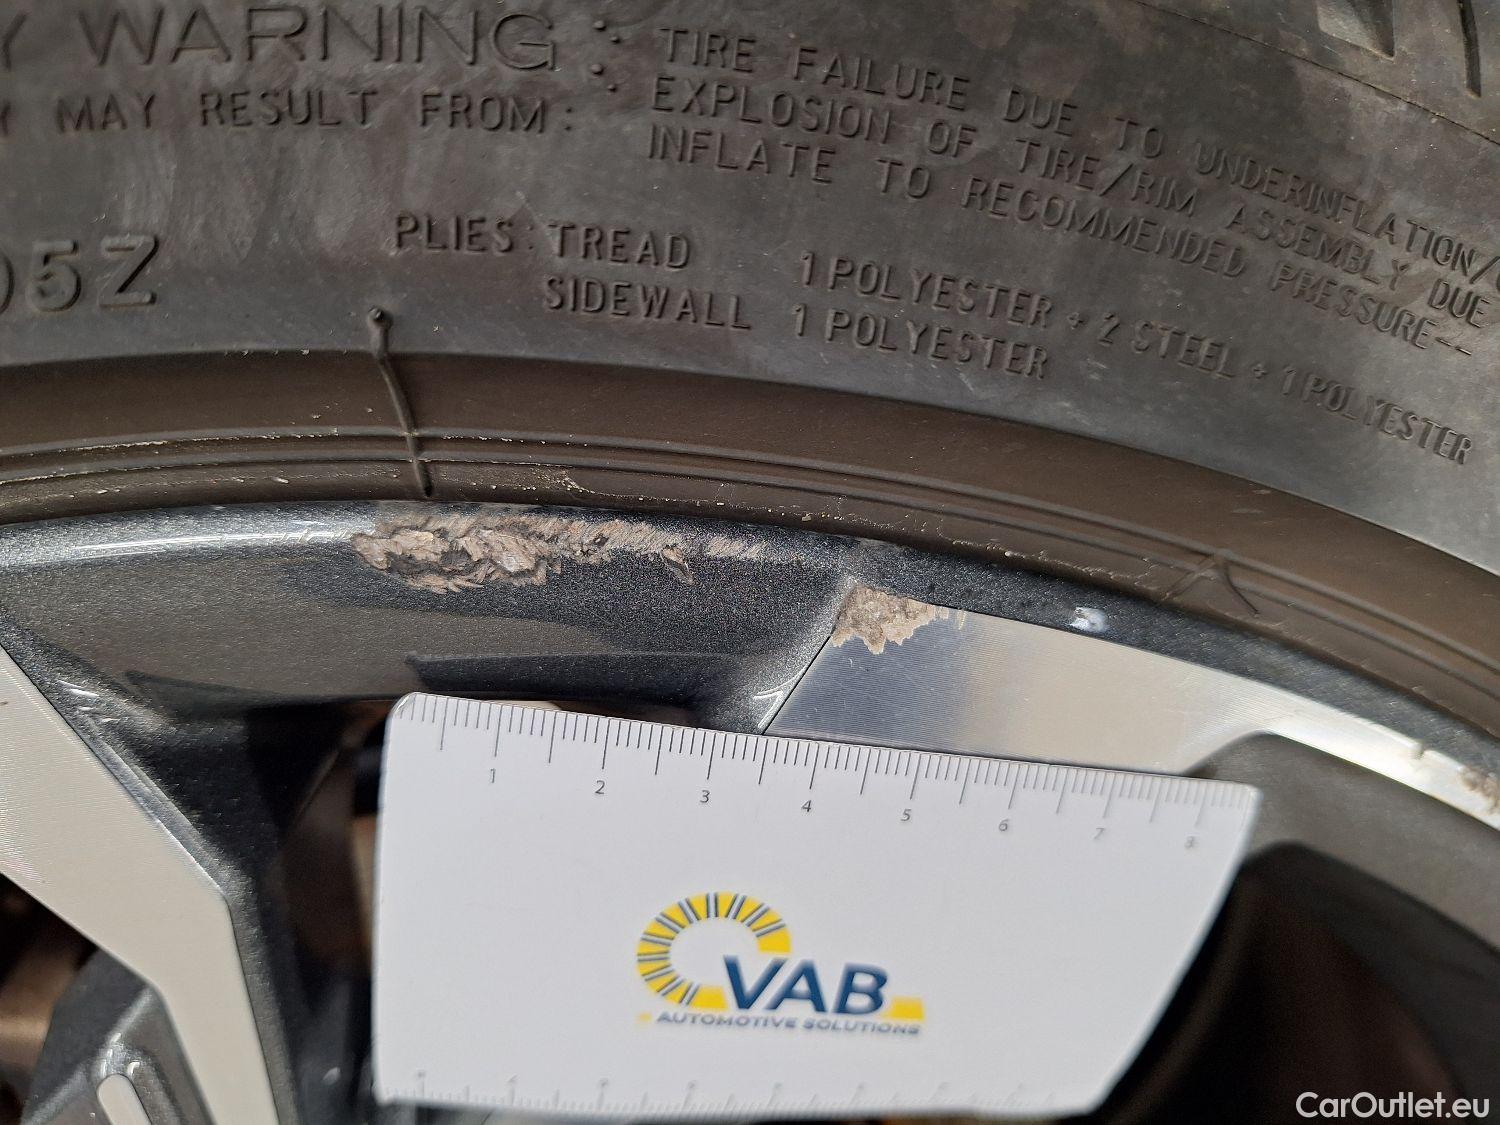 WARNING : TIRE FAILURE DUE TO UNDERINFLATION/
MAY RESULT FROM : EXPLOSION OF TIRE/RIM ASSEMBLY DUE
INFLATE TO RECOMMENDED PRESSURE--
PLIES : TREAD 1 POLYESTER + 2 STEEL + 1 POLYESTER
SIDEWALL 1 POLYESTER
05Z
1 2 3 4 5 6 7 8
VAB
AUTOMOTIVE SOLUTIONS
CarOutlet.eu